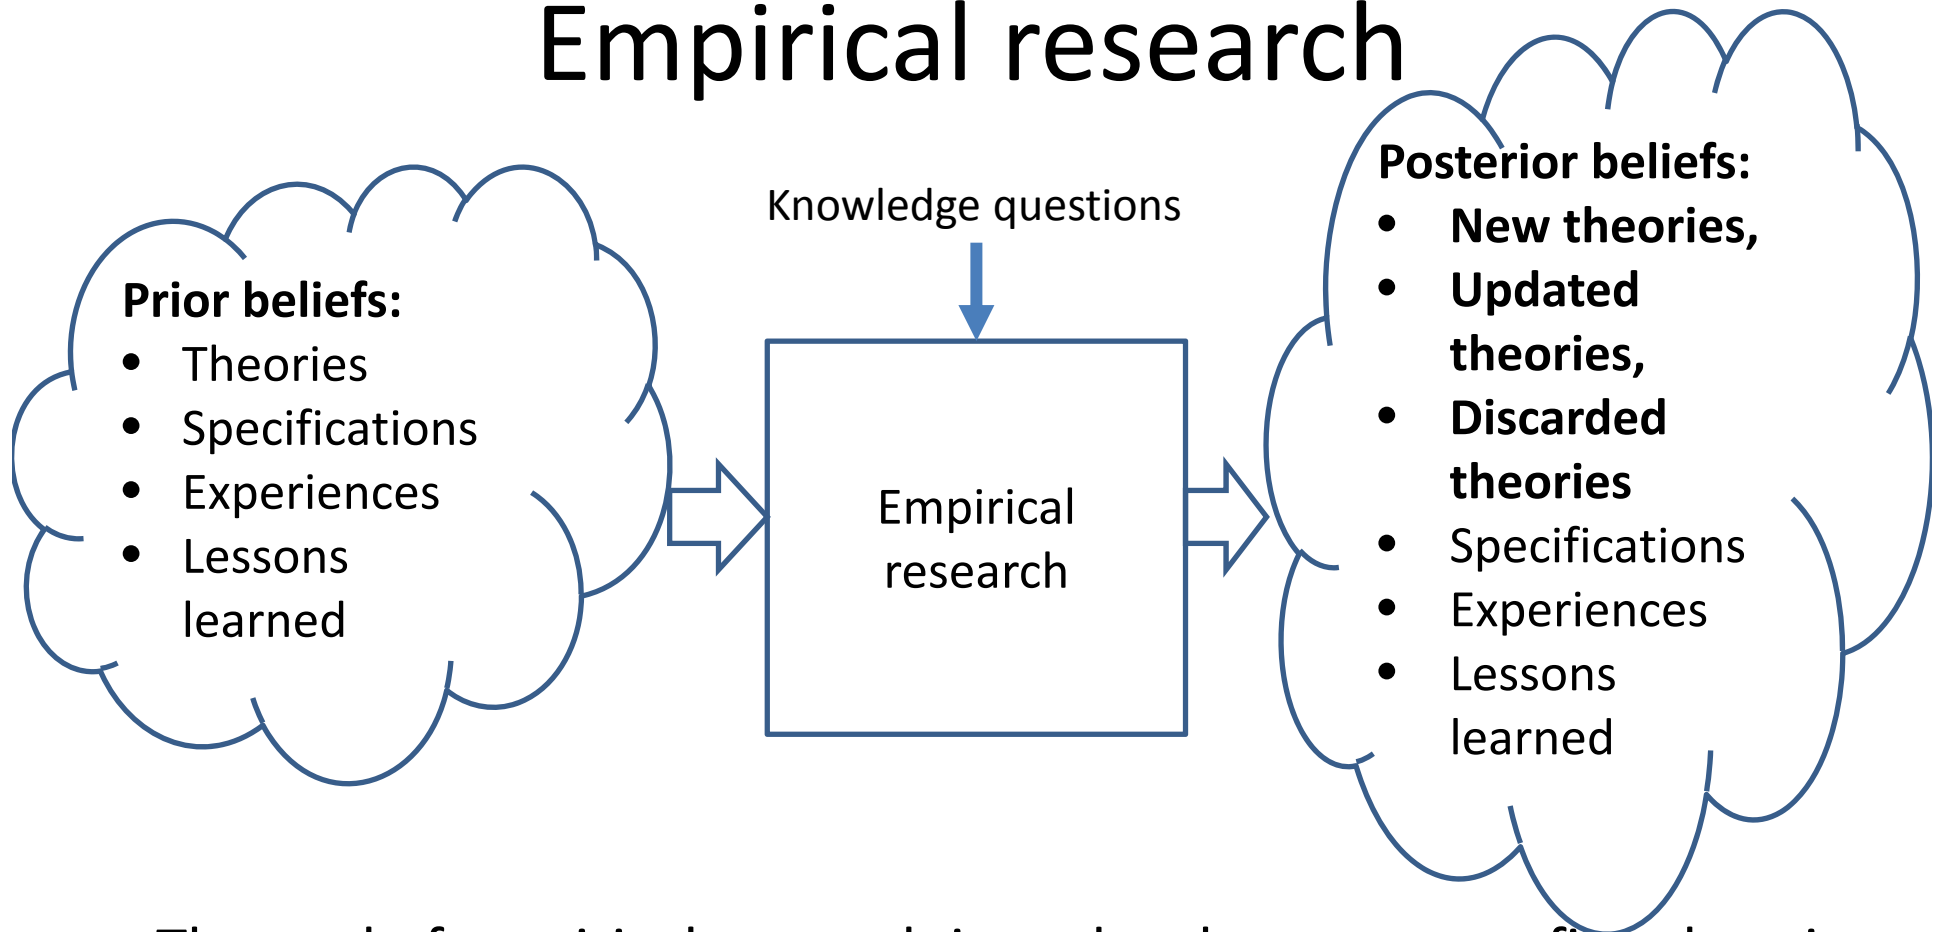 Empirical research
Prior beliefs:
• Theories
• Specifications
• Experiences
• Lessons
learned
Knowledge questions
Empirical
research
Posterior beliefs:
• New theories,
• Updated
theories,
• Discarded
theories
• Specifications
• Experiences
• Lessons
learned